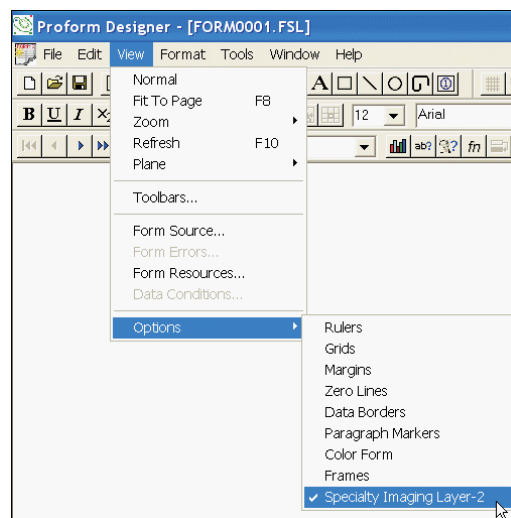 Proform Designer - [FORM0001.FSL]
File Edit View Format Tools Window Help
Normal
Fit To Page F8
Zoom
Refresh F10
Plane
Toolbars...
Form Source...
Form Errors...
Form Resources...
Data Conditions...
Options
A
B U I X₂ 12 Arial
ab? fn
Rulers
Grids
Margins
Zero Lines
Data Borders
Paragraph Markers
Color Form
Frames
Specialty Imaging Layer-2